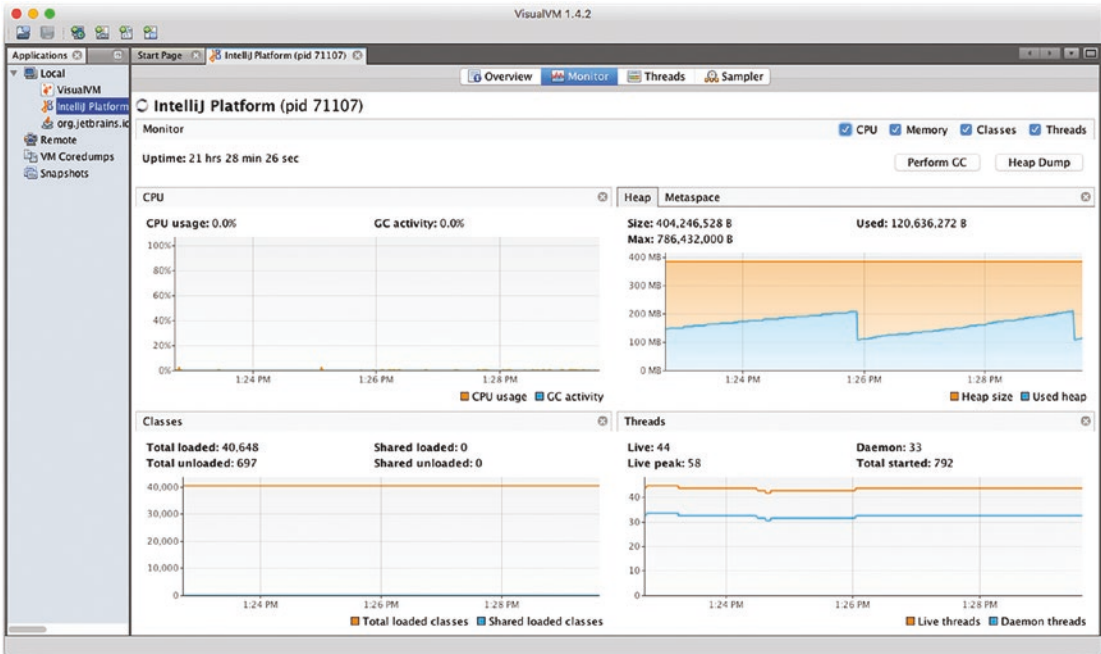 VisualVM 1.4.2
Applications
Start Page
IntelliJ Platform (pid 71107)
Local
VisualVM
IntelliJ Platform
org.jetbrains.ic
Remote
VM Coredumps
Snapshots
Overview
Monitor
Threads
Sampler
IntelliJ Platform (pid 71107)
Monitor
CPU
Memory
Classes
Threads
Uptime: 21 hrs 28 min 26 sec
Perform GC
Heap Dump
CPU
CPU usage: 0.0%
GC activity: 0.0%
100%
80%
60%
40%
20%
0%
1:24 PM
1:26 PM
1:28 PM
CPU usage
GC activity
Heap
Metaspace
Size: 404,246,528 B
Used: 120,636,272 B
Max: 786,432,000 B
400 MB
300 MB
200 MB
100 MB
0 MB
1:24 PM
1:26 PM
1:28 PM
Heap size
Used heap
Classes
Total loaded: 40,648
Shared loaded: 0
Total unloaded: 697
Shared unloaded: 0
40,000
30,000
20,000
10,000
0
1:24 PM
1:26 PM
1:28 PM
Total loaded classes
Shared loaded classes
Threads
Live: 44
Daemon: 33
Live peak: 58
Total started: 792
40
30
20
10
0
1:24 PM
1:26 PM
1:28 PM
Live threads
Daemon threads